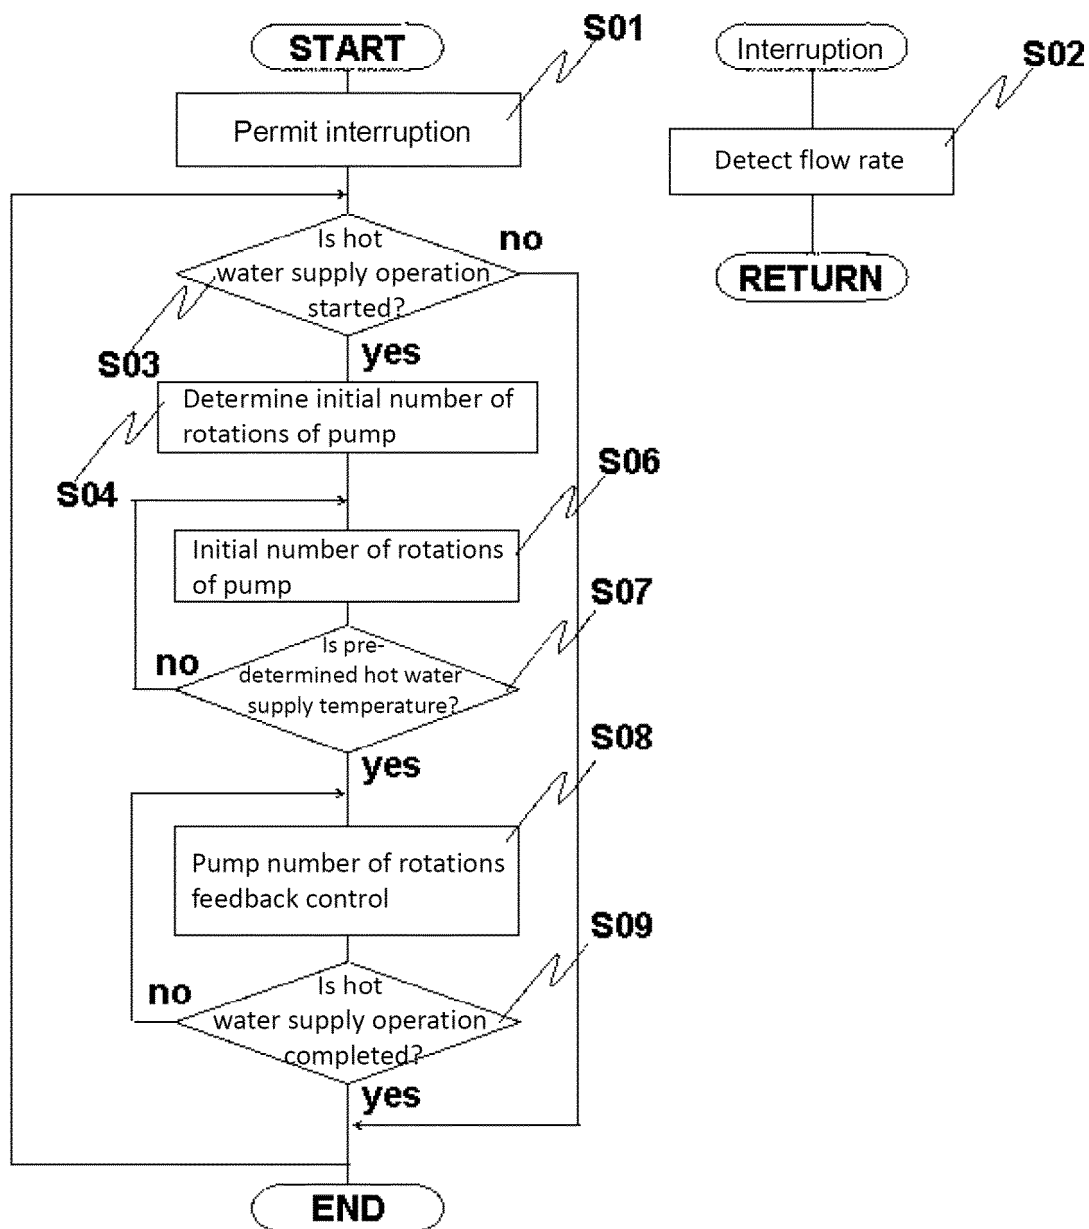 START
S01
Permit interruption
Interruption
S02
Detect flow rate
RETURN
Is hot
water supply operation
started?
no
S03
yes
Determine initial number of
rotations of pump
S04
S06
Initial number of rotations
of pump
S07
Is pre-
determined hot water
supply temperature?
no
yes
S08
Pump number of rotations
feedback control
S09
Is hot
water supply operation
completed?
no
yes
END